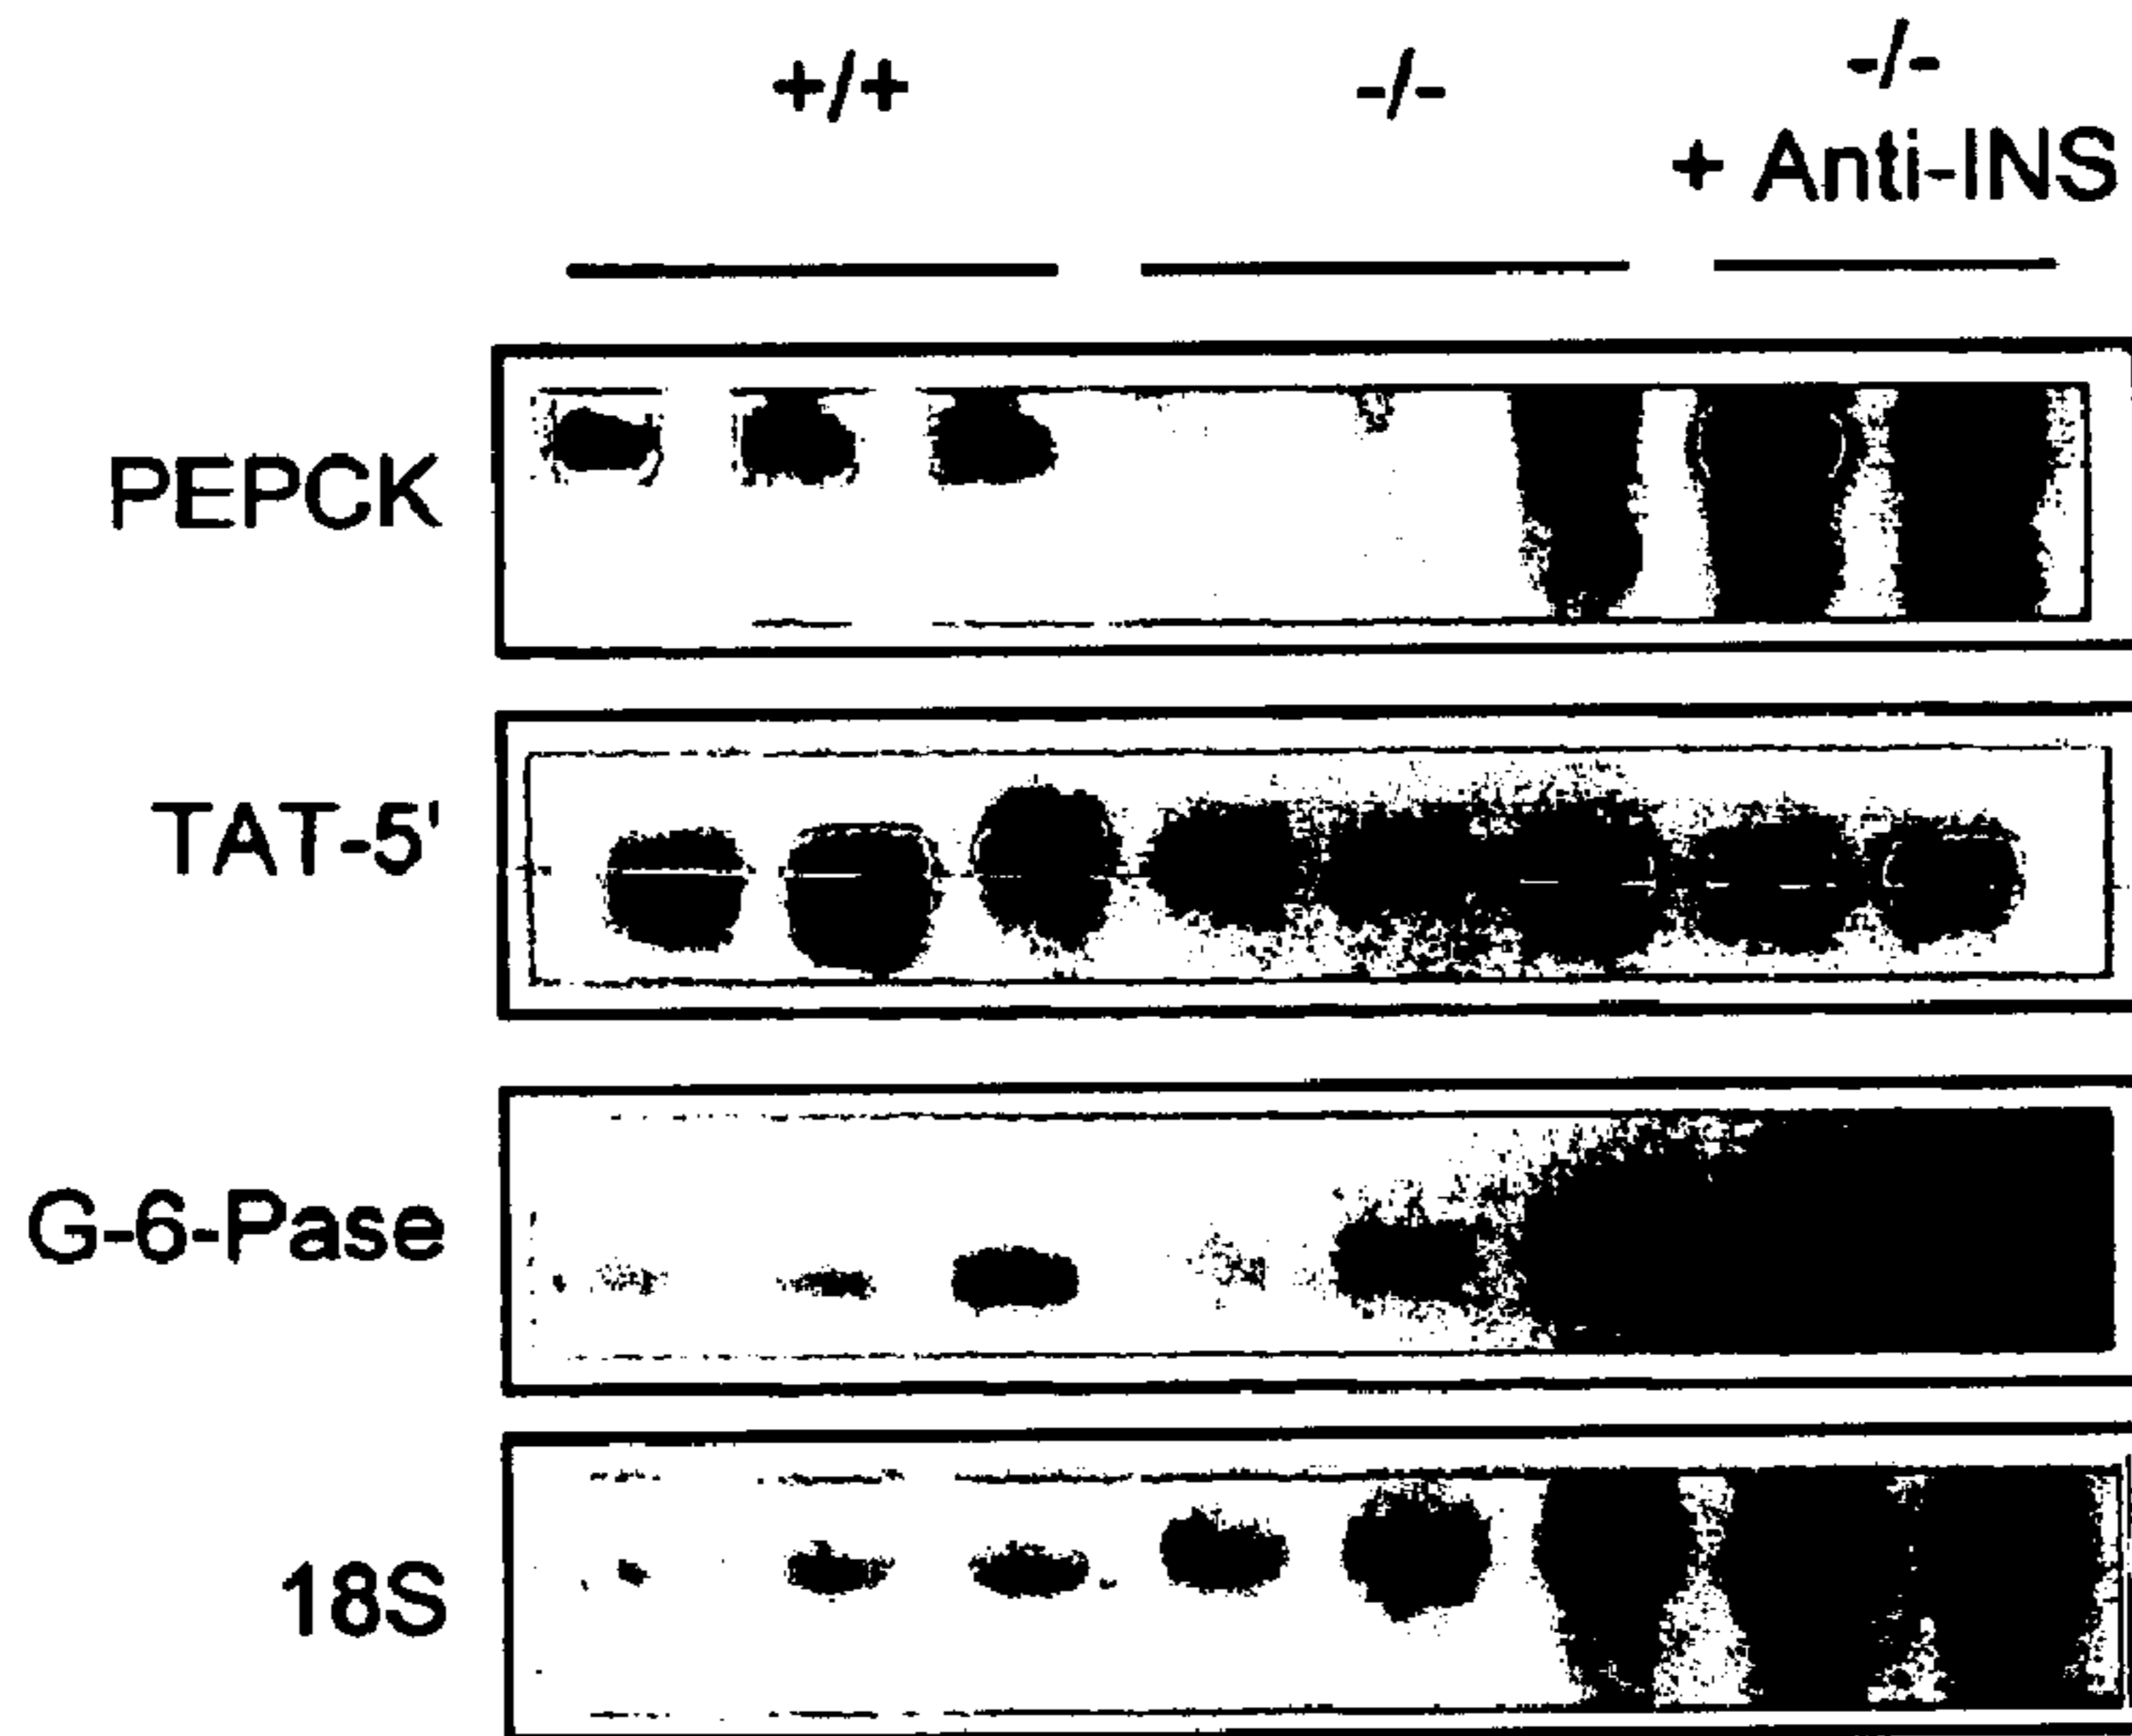 +/+
-/-
-/-
+ Anti-INS
PEPCK
TAT-5'
G-6-Pase
18S